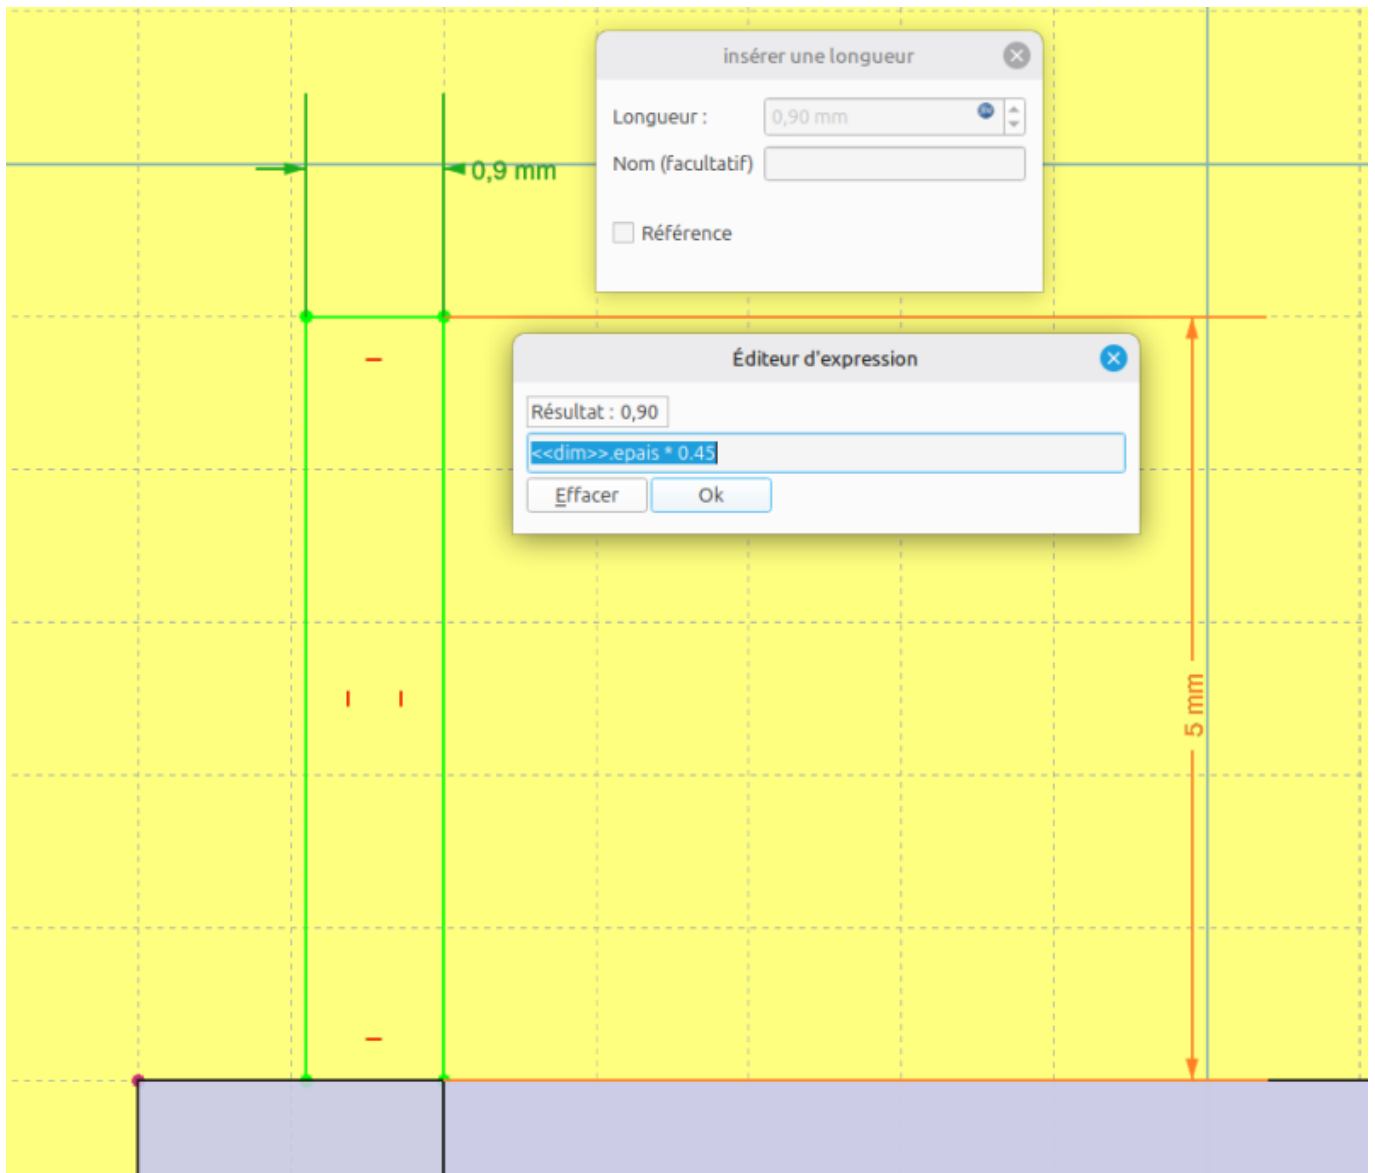 insérer une longueur
Longueur :
0,90 mm
Nom (facultatif)
0,9 mm
Référence
Éditeur d'expression
Résultat : 0,90
<<dim>>.epais * 0.45
Effacer
Ok
5 mm